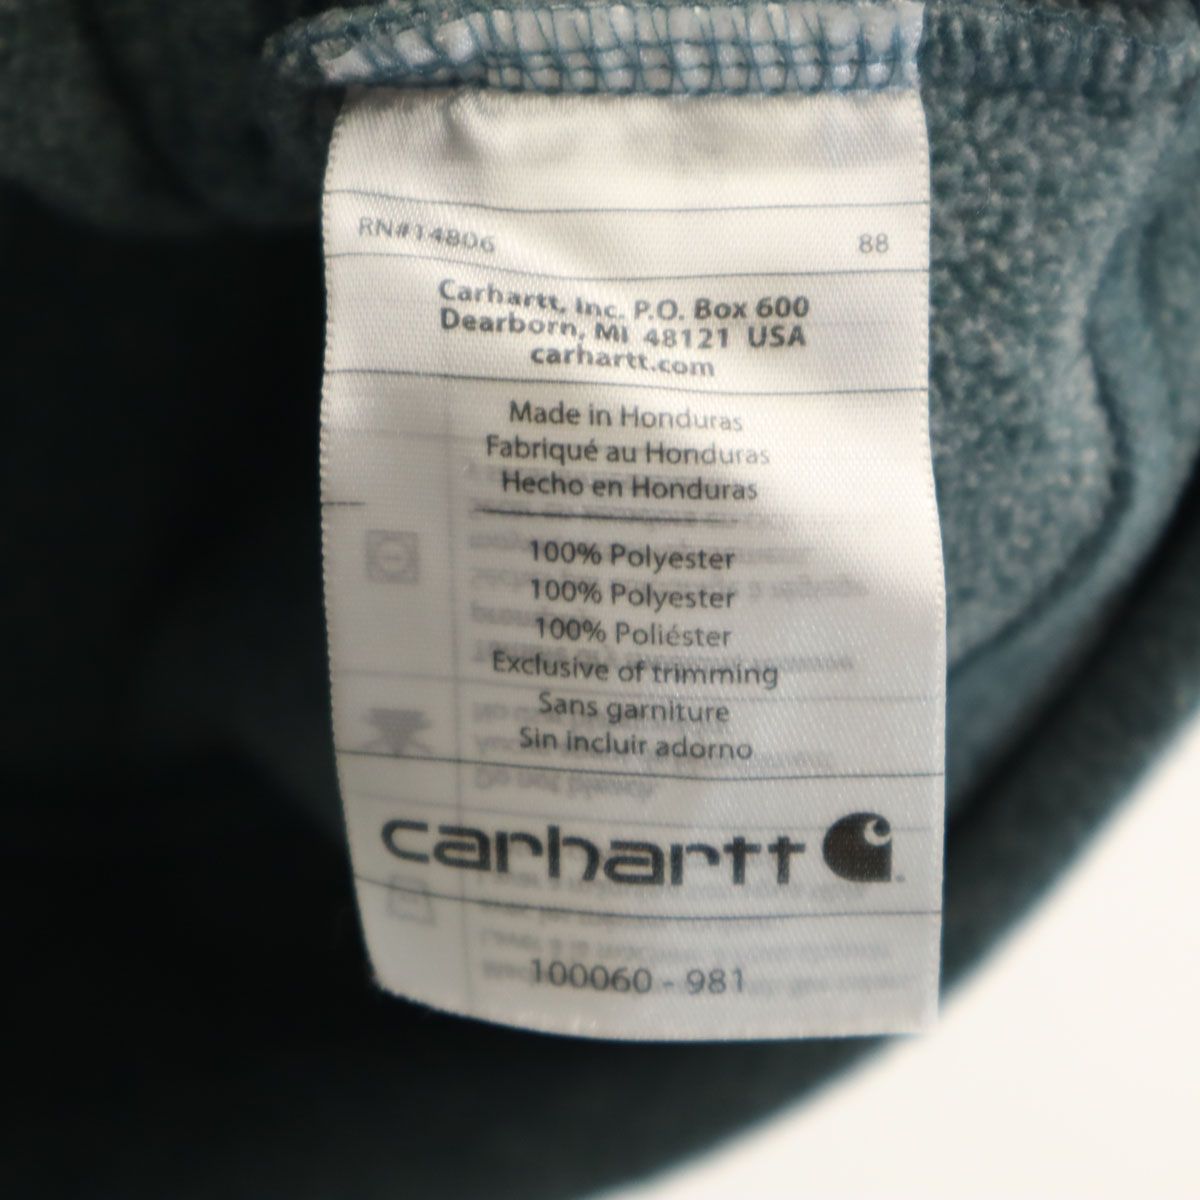 RN#14806 88
Carhartt, Inc. P.O. Box 600
Dearborn, MI 48121 USA
carhartt.com
Made in Honduras
Fabriqué au Honduras
Hecho en Honduras
100% Polyester
100% Polyester
100% Poliéster
Exclusive of trimming
Sans garniture
Sin incluir adorno
carhartt
100060 - 981